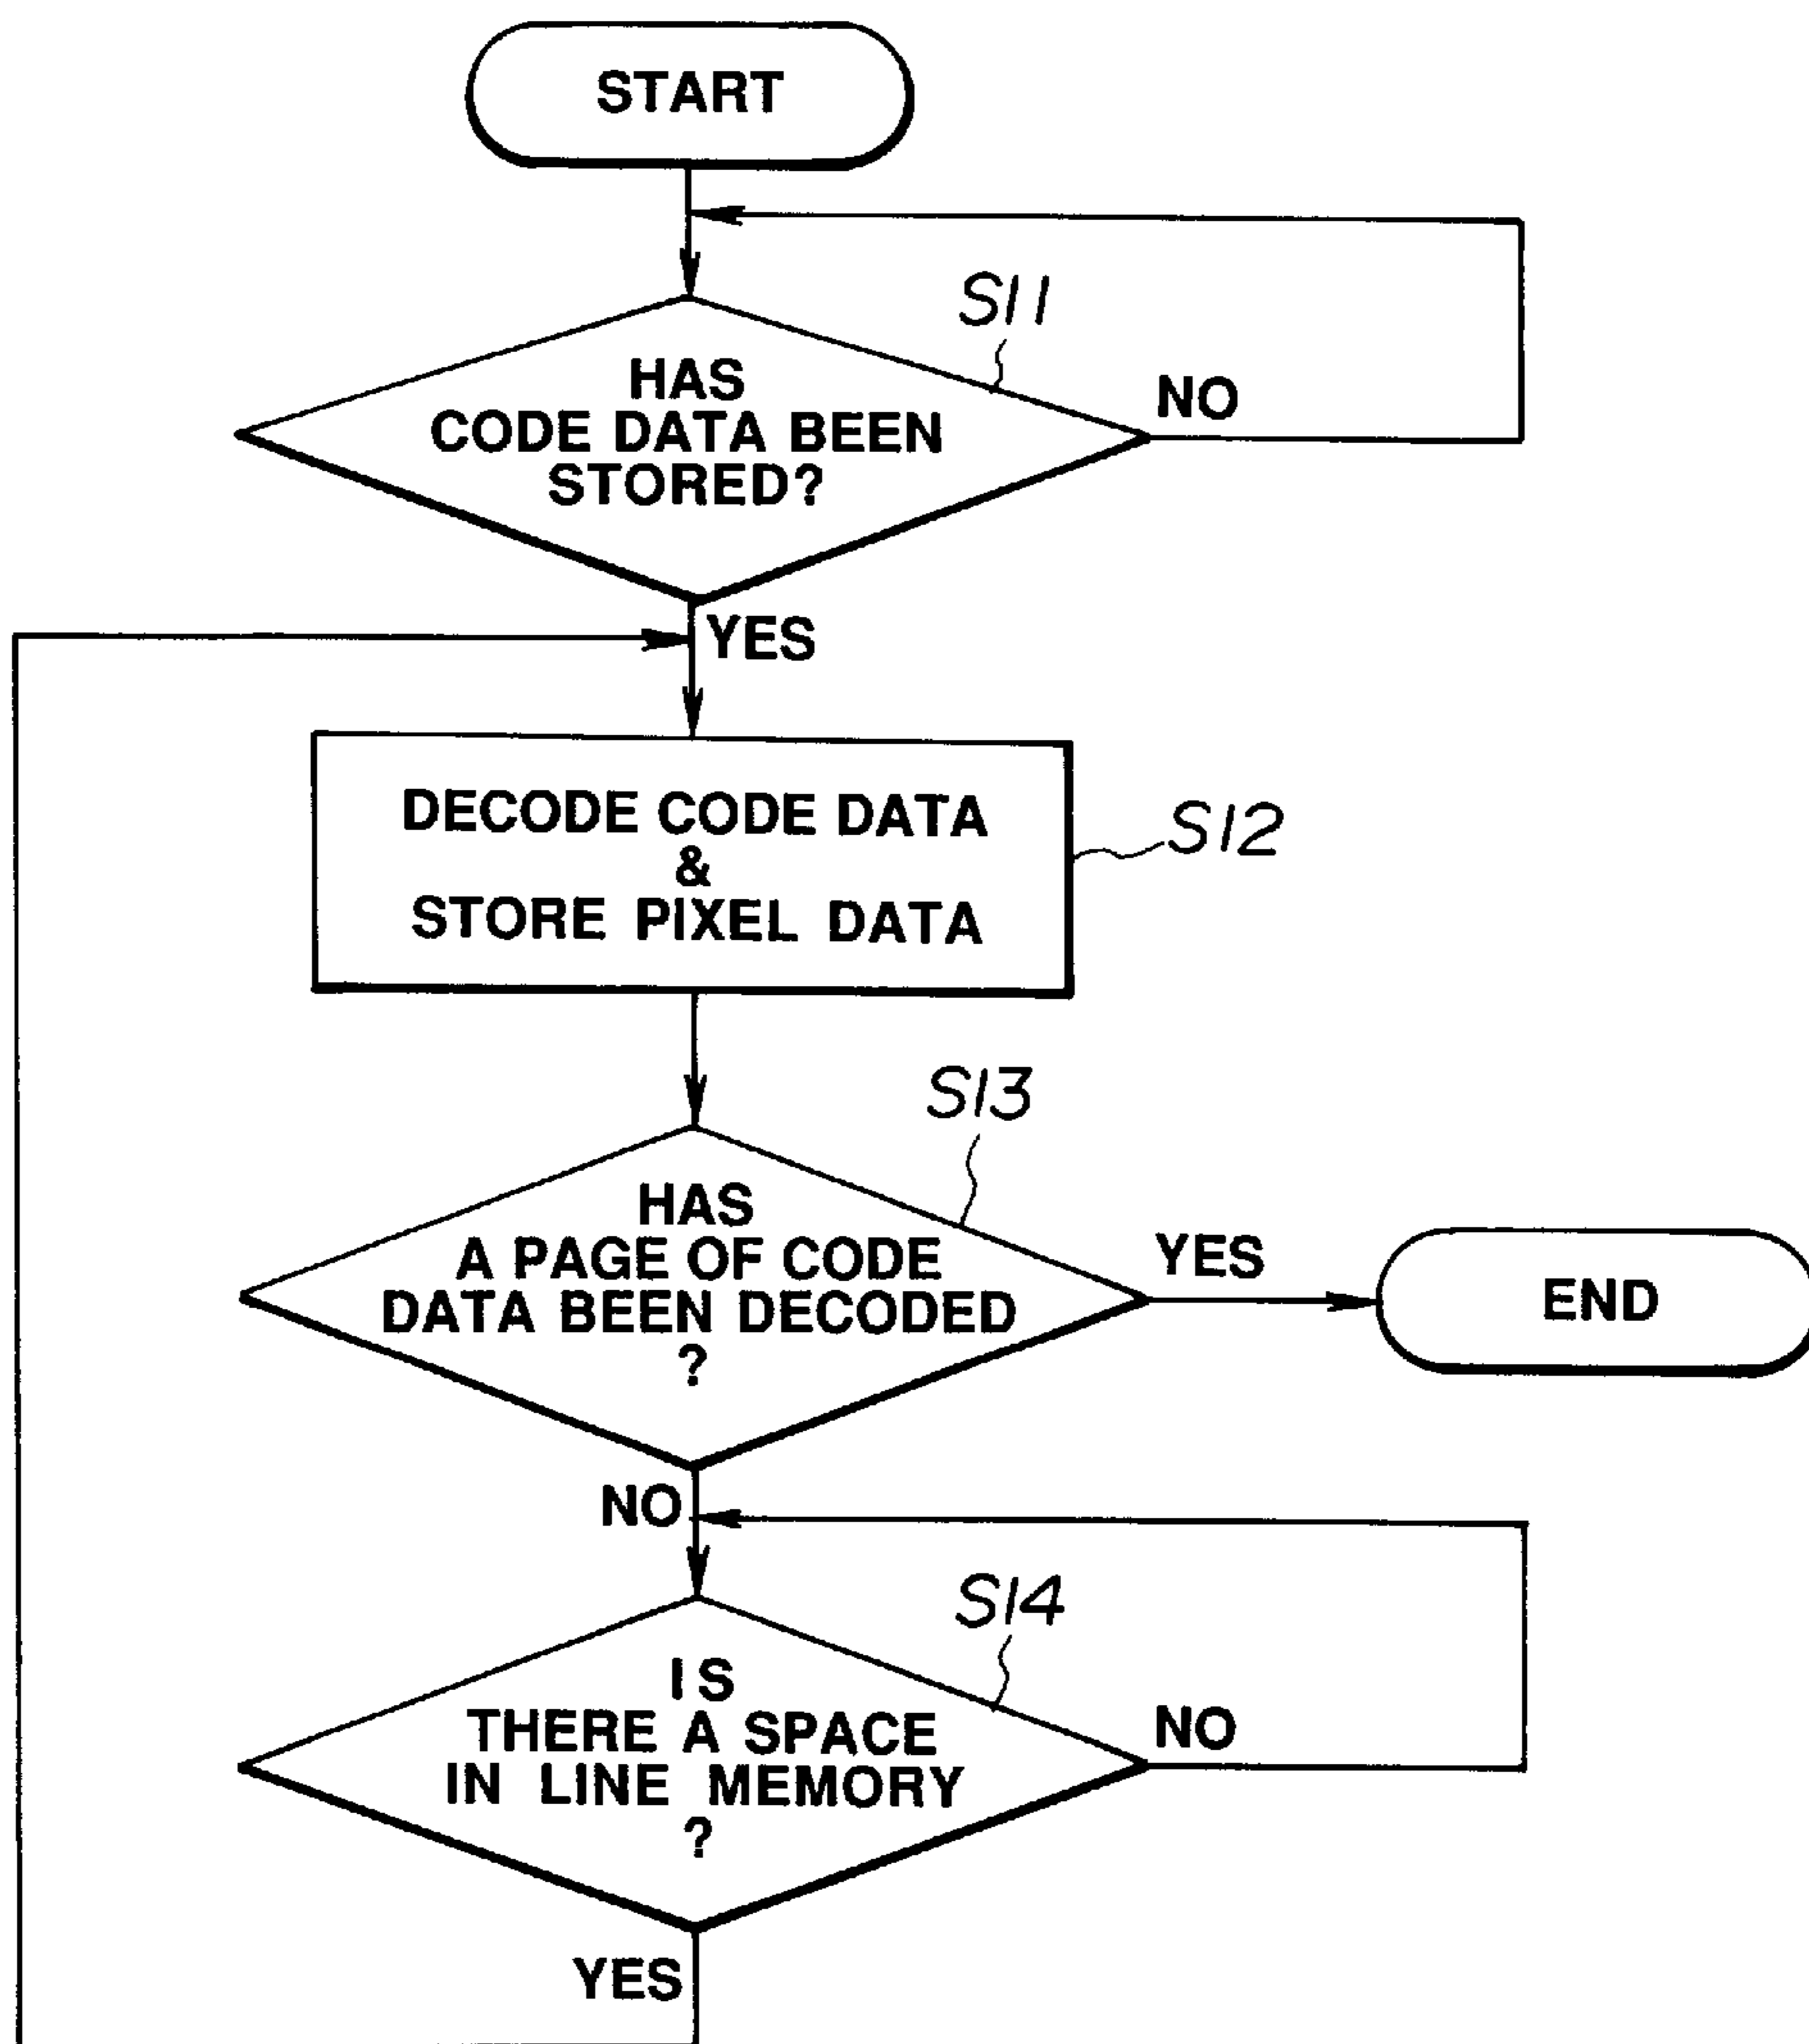 START
S11
HAS
CODE DATA BEEN
STORED?
NO
YES
DECODE CODE DATA
&
STORE PIXEL DATA
S12
S13
HAS
A PAGE OF CODE
DATA BEEN DECODED
?
YES
END
NO
S14
IS
THERE A SPACE
IN LINE MEMORY
?
NO
YES